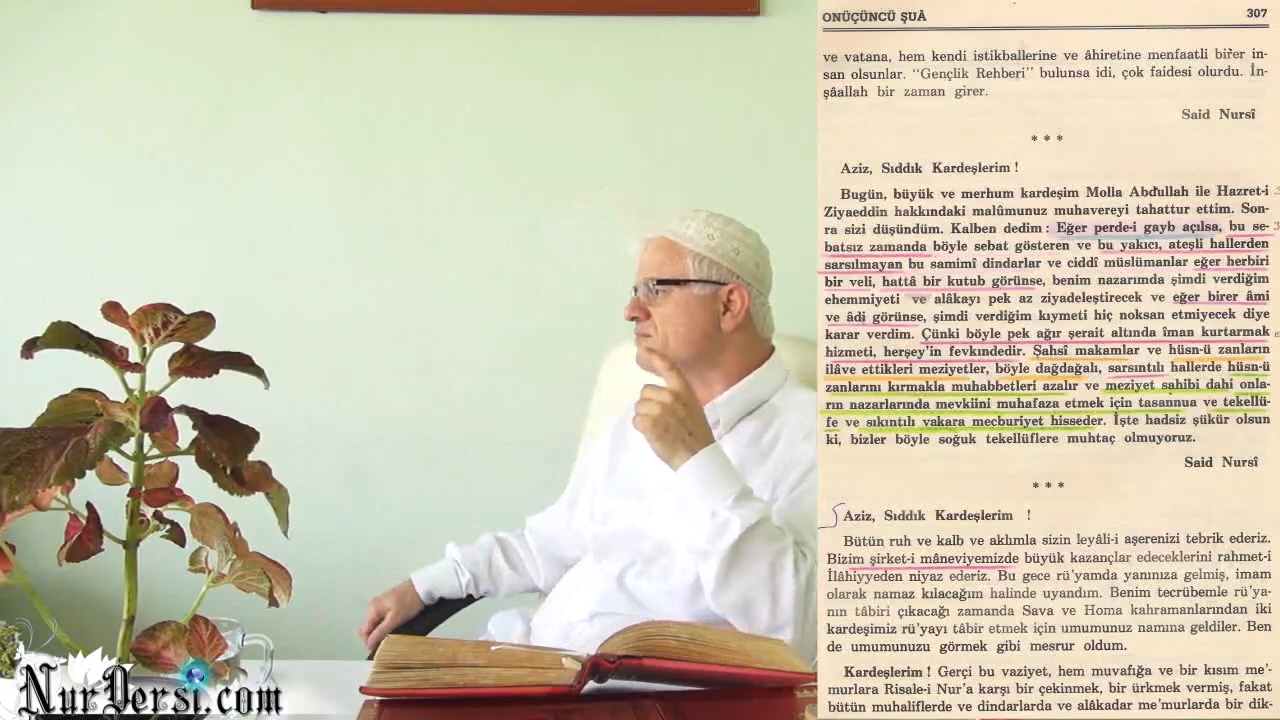 ONÜÇÜNCÜ ŞUÂ 307
ve vatana, hem kendi istikballerine ve âhiretine menfaatli birer in-
san olsunlar. “Gençlik Rehberi” bulunsa idi, çok faidesi olurdu. İn-
şâallah bir zaman girer.
Said Nursî
* * *
Aziz, Sıddık Kardeşlerim !
Bugün, büyük ve merhum kardeşim Molla Abdullah ile Hazret-i
Ziyaeddin hakkındaki malûmunuz muhavereyi tahattur ettim. Son-
ra sizi düşündüm. Kalben dedim : Eğer perde-i gayb açılsa, bu se-
batsız zamanda böyle sebat gösteren ve bu yakıcı, ateşli hallerden
sarsılmayan bu samimî dindarlar ve ciddî müslümanlar eğer herbiri
bir veli, hattâ bir kutub görünse, benim nazarımda şimdi verdiğim
ehemmiyeti ve alâkayı pek az ziyadeleştirecek ve eğer birer âmi
ve âdi görünse, şimdi verdiğim kıymeti hiç noksan etmiyecek diye
karar verdim. Çünki böyle pek ağır şerait altında îman kurtarmak
hizmeti, herşey'in fevkındedir. Şahsî makamlar ve hüsn-ü zanların
ilâve ettikleri meziyetler, böyle dağdağalı, sarsıntılı hallerde hüsn-ü
zanlarını kırmakla muhabbetleri azalır ve meziyet sahibi dahi onla-
rın nazarlarında mevkiini muhafaza etmek için tasannua ve tekellü-
fe ve sıkıntılı vakara mecburiyet hisseder. İşte hadsiz şükür olsun
ki, bizler böyle soğuk tekellüflere muhtaç olmuyoruz.
Said Nursî
* * *
Aziz, Sıddık Kardeşlerim !
Bütün ruh ve kalb ve aklımla sizin leyâli-i aşerenizi tebrik ederiz.
Bizim şirket-i mâneviyemizde büyük kazançlar edeceklerini rahmet-i
İlâhiyyeden niyaz ederiz. Bu gece rü'yamda yanınıza gelmiş, imam
olarak namaz kılacağım halinde uyandım. Benim tecrübemle rü'ya-
nın tâbiri çıkacağı zamanda Sava ve Homa kahramanlarından iki
kardeşimiz rü'yayı tâbir etmek için umumunuz namına geldiler. Ben
de umumunuzu görmek gibi mesrur oldum.
Kardeşlerim ! Gerçi bu vaziyet, hem muvafığa ve bir kısım me'-
murlara Risale-i Nur'a karşı bir çekinmek, bir ürkmek vermiş, fakat
bütün muhaliflerde ve dindarlarda ve alâkadar me'murlarda bir dik-
NurDersi.com